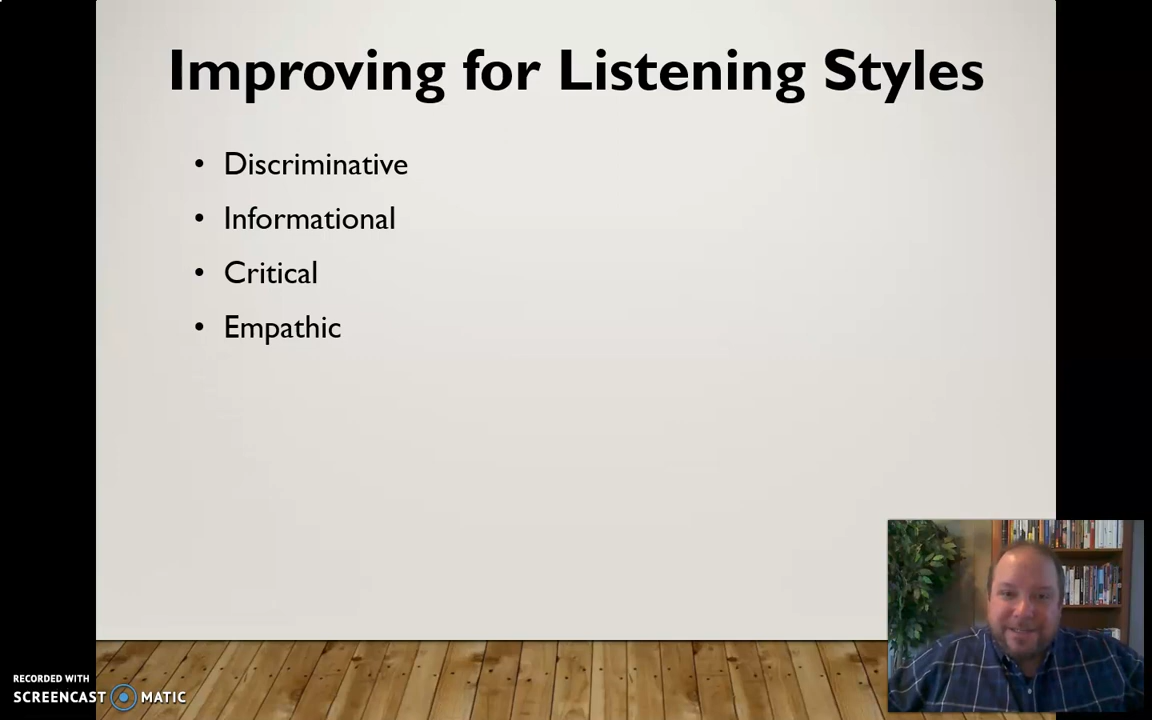 Improving for Listening Styles
• Discriminative
• Informational
• Critical
• Empathic
RECORDED WITH
SCREENCAST MATIC